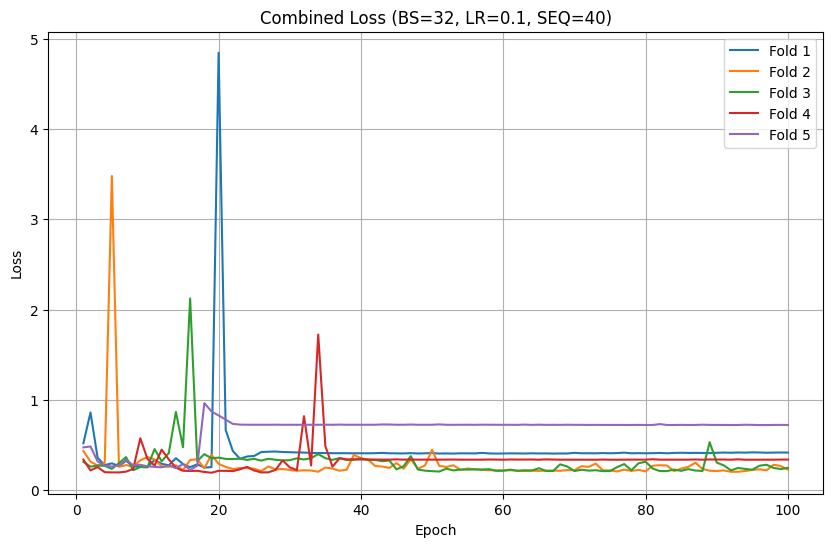 Combined Loss (BS=32, LR=0.1, SEQ=40)
Fold 1
Fold 2
Fold 3
Fold 4
Fold 5
Loss
5
4
3
2
1
0
0 20 40 60 80 100
Epoch